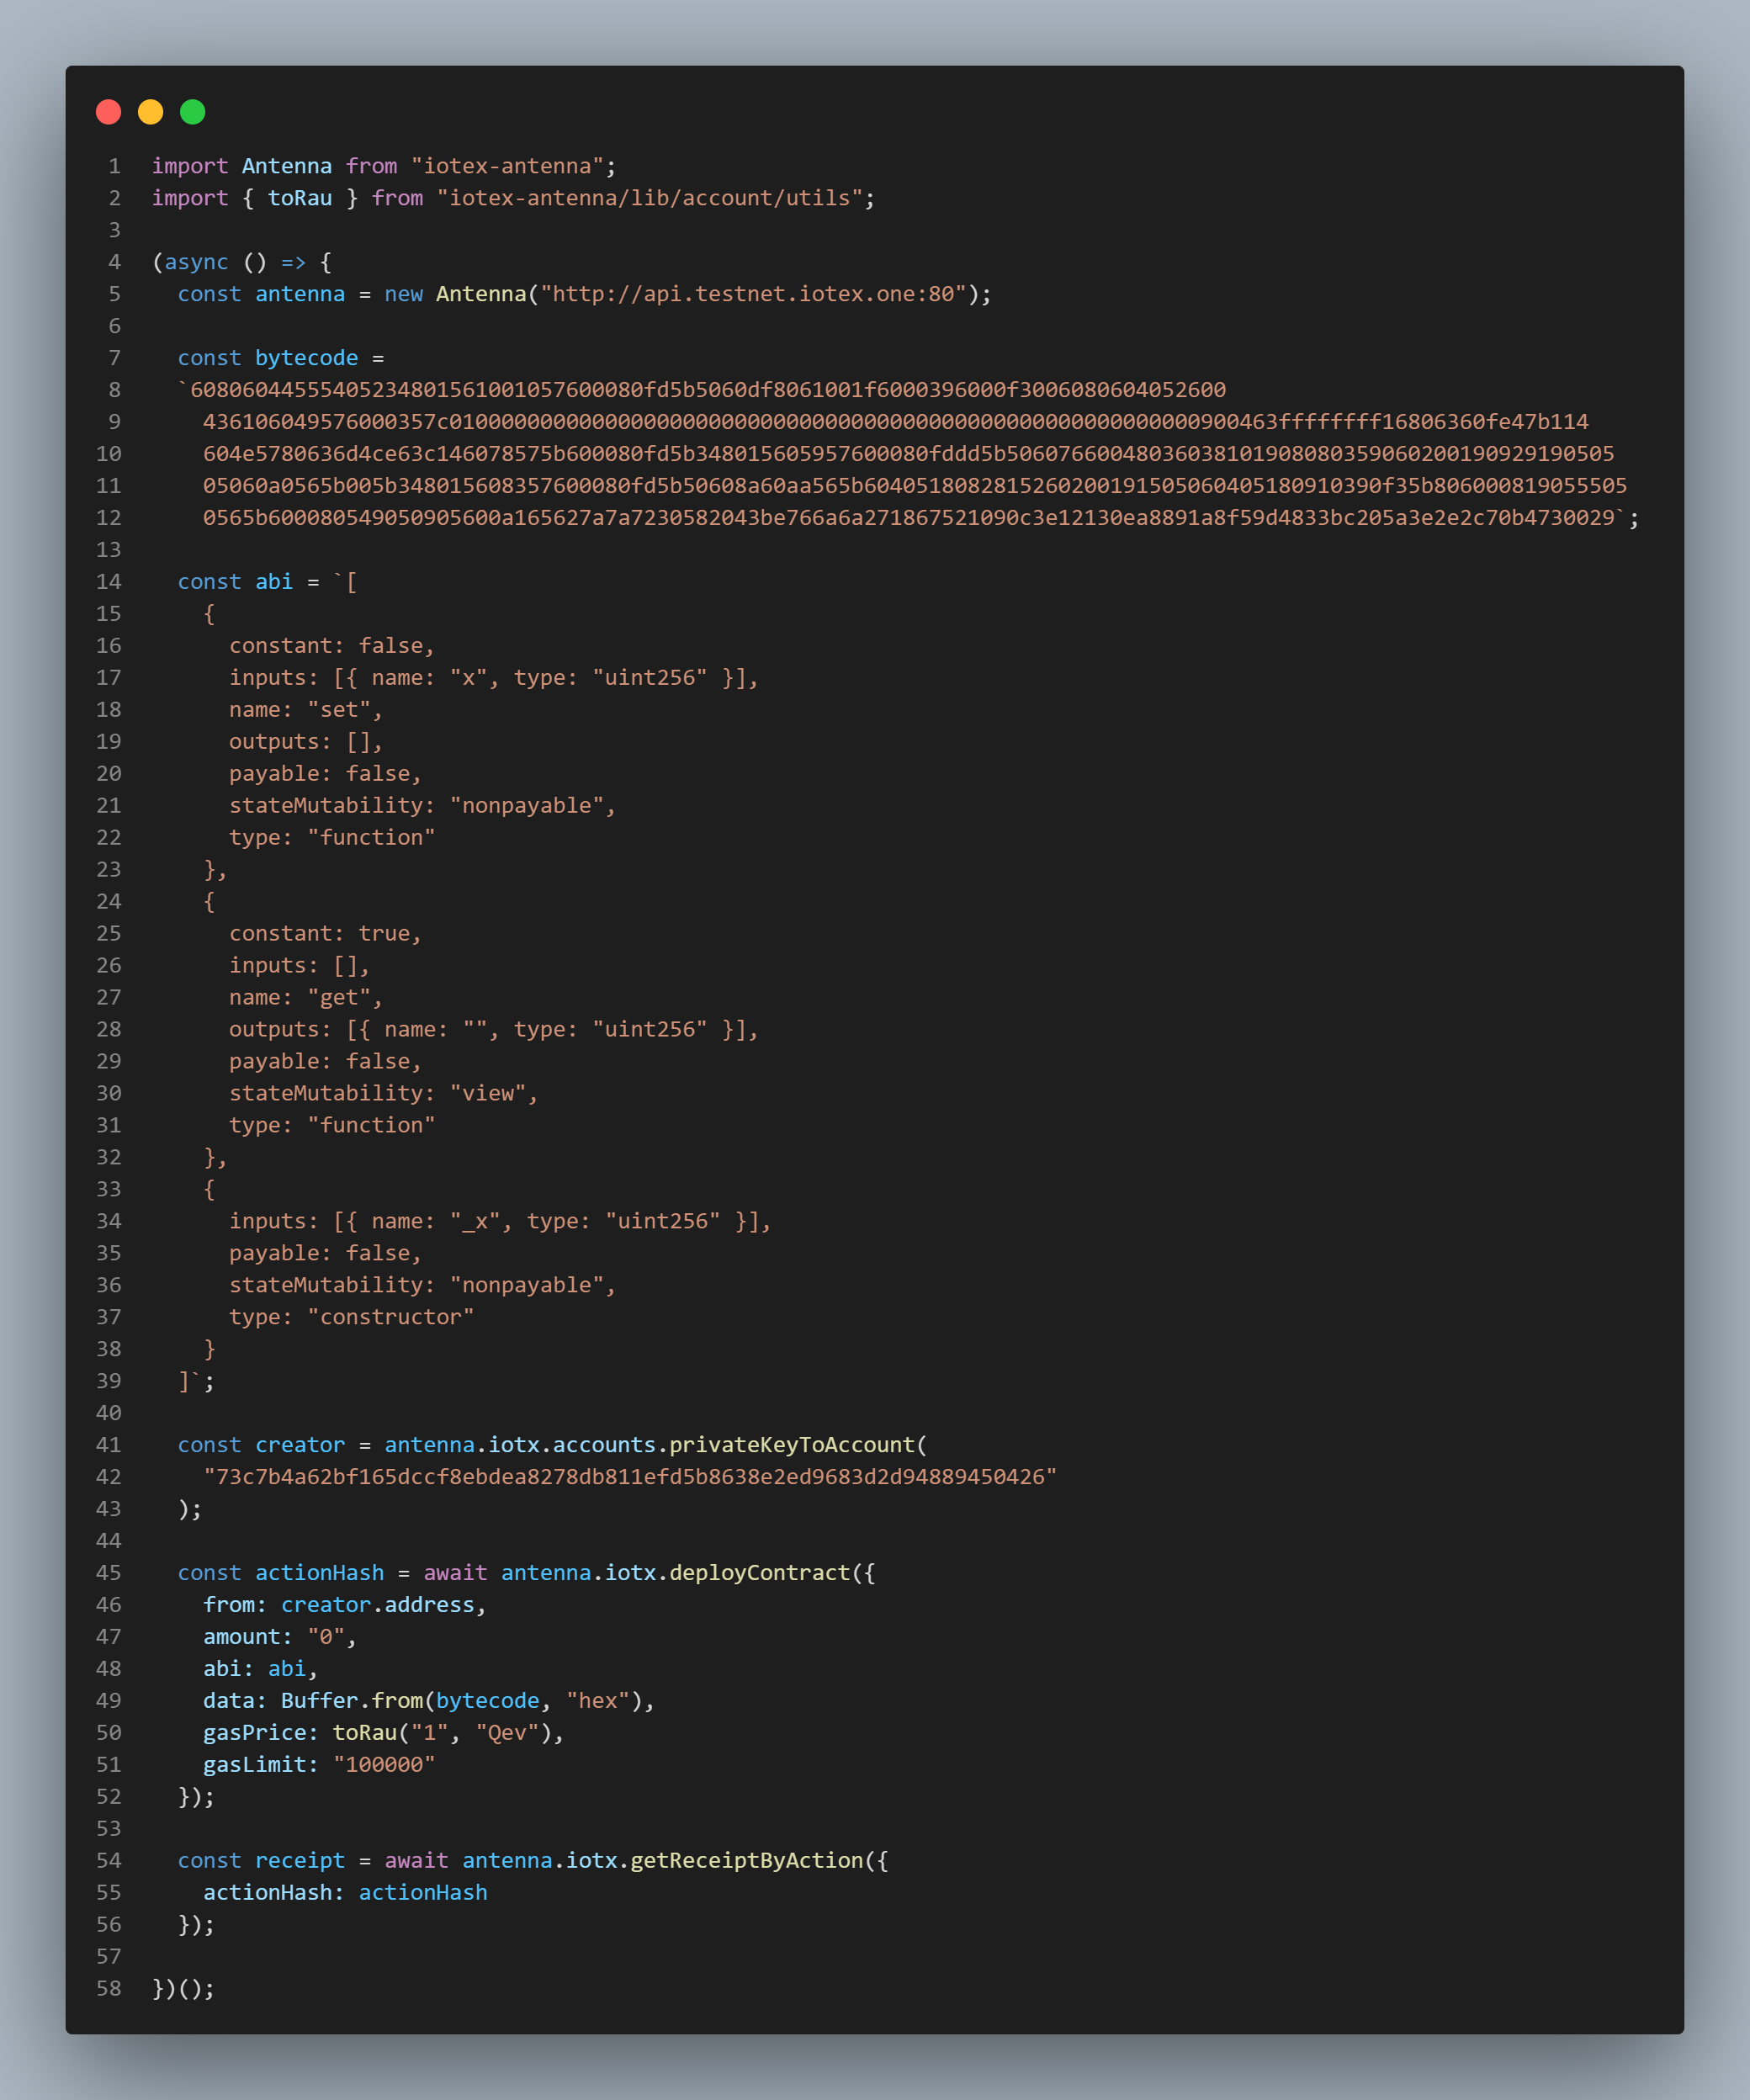 1 import Antenna from "iotex-antenna";
2 import { toRau } from "iotex-antenna/lib/account/utils";
3
4 (async () => {
5   const antenna = new Antenna("http://api.testnet.iotex.one:80");
6
7   const bytecode =
8   `60806044555405234801561001057600080fd5b5060df8061001f6000396000f3006080604052600
9     436106049576000357c0100000000000000000000000000000000000000000000000000000000900463ffffffff16806360fe47b114
10     604e5780636d4ce63c146078575b600080fd5b348015605957600080fddd5b50607660048036038101908080359060200190929190505
11     05060a0565b005b348015608357600080fd5b50608a60aa565b6040518082815260200191505060405180910390f35b806000819055505
12     0565b600080549050905600a165627a7a7230582043be766a6a271867521090c3e12130ea8891a8f59d4833bc205a3e2e2c70b4730029`;
13
14   const abi = `[
15     {
16       constant: false,
17       inputs: [{ name: "x", type: "uint256" }],
18       name: "set",
19       outputs: [],
20       payable: false,
21       stateMutability: "nonpayable",
22       type: "function"
23     },
24     {
25       constant: true,
26       inputs: [],
27       name: "get",
28       outputs: [{ name: "", type: "uint256" }],
29       payable: false,
30       stateMutability: "view",
31       type: "function"
32     },
33     {
34       inputs: [{ name: "_x", type: "uint256" }],
35       payable: false,
36       stateMutability: "nonpayable",
37       type: "constructor"
38     }
39   ]`;
40
41   const creator = antenna.iotx.accounts.privateKeyToAccount(
42     "73c7b4a62bf165dccf8ebdea8278db811efd5b8638e2ed9683d2d94889450426"
43   );
44
45   const actionHash = await antenna.iotx.deployContract({
46     from: creator.address,
47     amount: "0",
48     abi: abi,
49     data: Buffer.from(bytecode, "hex"),
50     gasPrice: toRau("1", "Qev"),
51     gasLimit: "100000"
52   });
53
54   const receipt = await antenna.iotx.getReceiptByAction({
55     actionHash: actionHash
56   });
57
58 })();